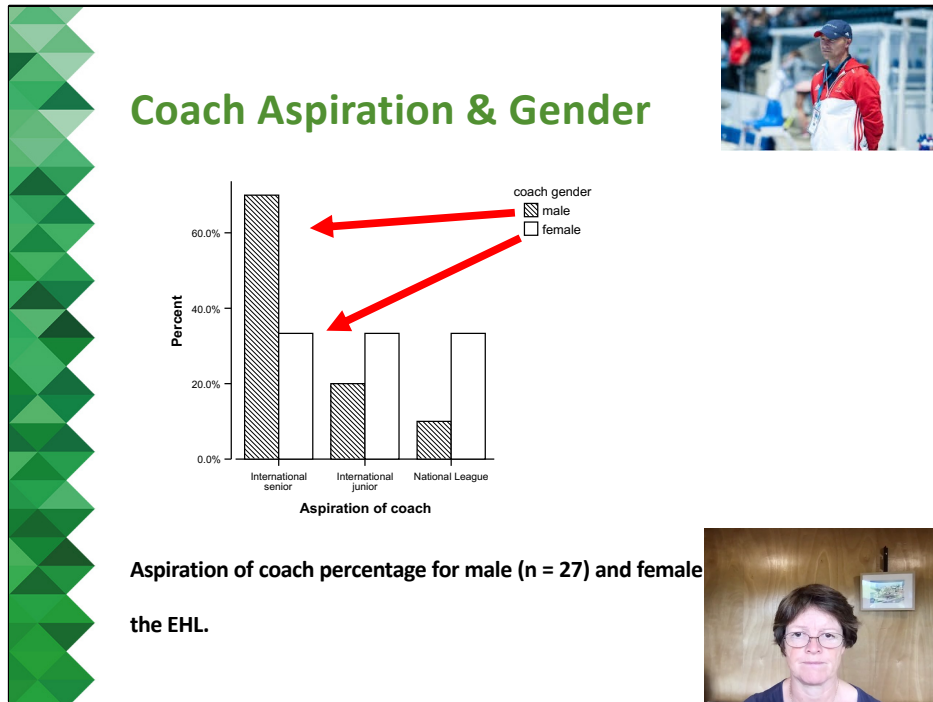 Coach Aspiration & Gender
coach gender
male
female
60.0%
40.0%
20.0%
0.0%
Percent
International
senior
International
junior
National League
Aspiration of coach
Aspiration of coach percentage for male (n = 27) and female
the EHL.